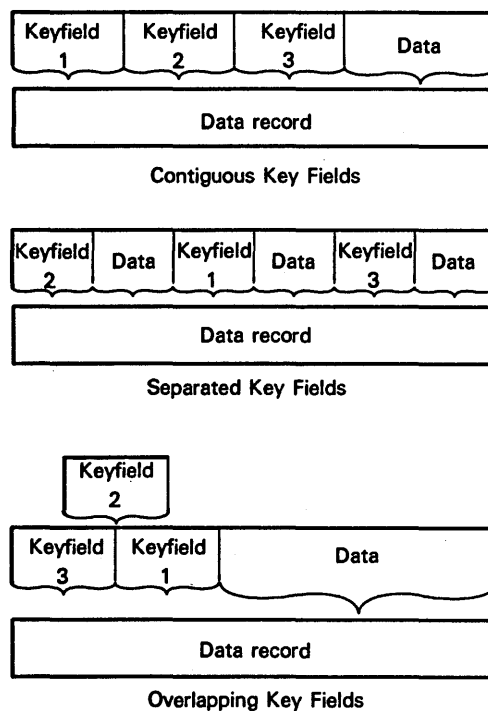 Keyfield Keyfield Keyfield Data
1 2 3
Data record
Contiguous Key Fields
Keyfield Data Keyfield Data Keyfield Data
2 1 3
Data record
Separated Key Fields
Keyfield
2
Keyfield Keyfield Data
3 1
Data record
Overlapping Key Fields